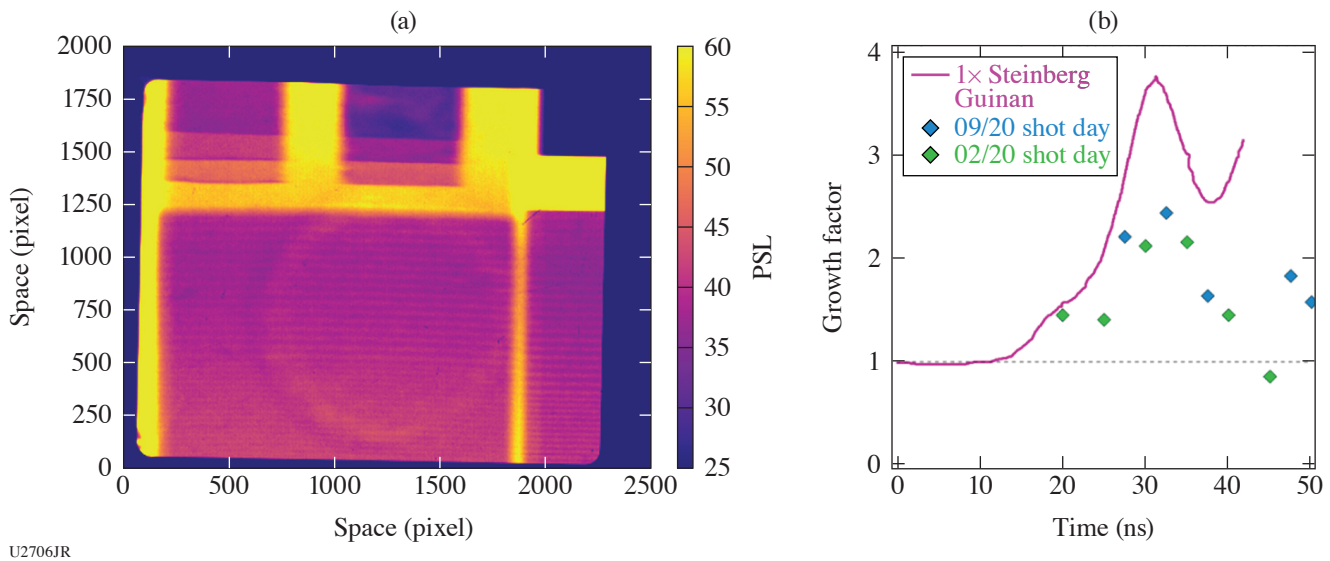 (a)
2000
1750
1500
1250
1000
750
500
250
0
0
500
1000
1500
2000
2500
Space (pixel)
Space (pixel)
60
55
50
45
40
35
30
25
PSL
(b)
1× Steinberg
Guinan
09/20 shot day
02/20 shot day
4
3
2
1
0
0
10
20
30
40
50
Growth factor
Time (ns)
U2706JR